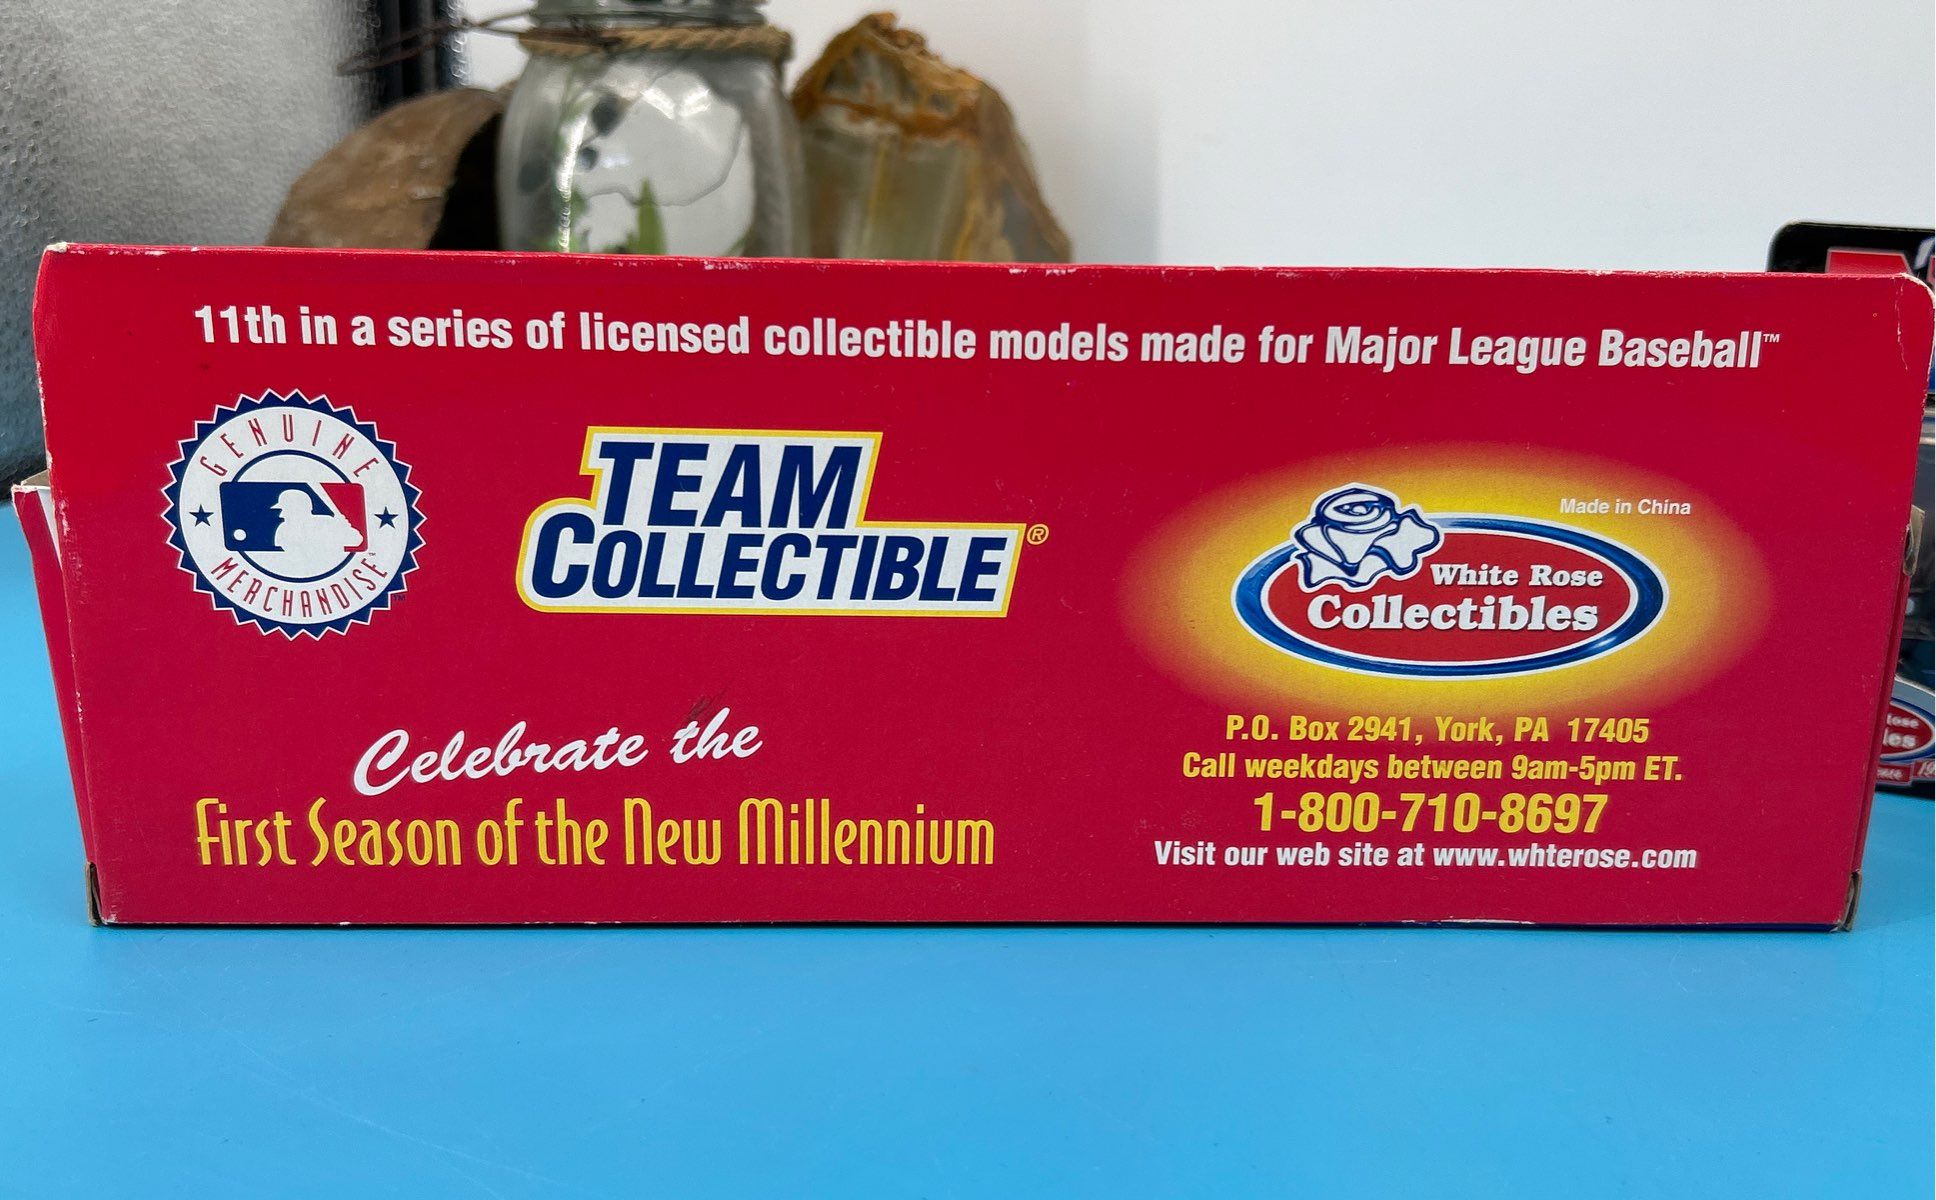 11th in a series of licensed collectible models made for Major League Baseball™
GENUINE
MERCHANDISE™
TEAM
COLLECTIBLE®
Made in China
White Rose
Collectibles
Celebrate the
First Season of the New Millennium
P.O. Box 2941, York, PA 17405
Call weekdays between 9am-5pm ET.
1-800-710-8697
Visit our web site at www.whterose.com